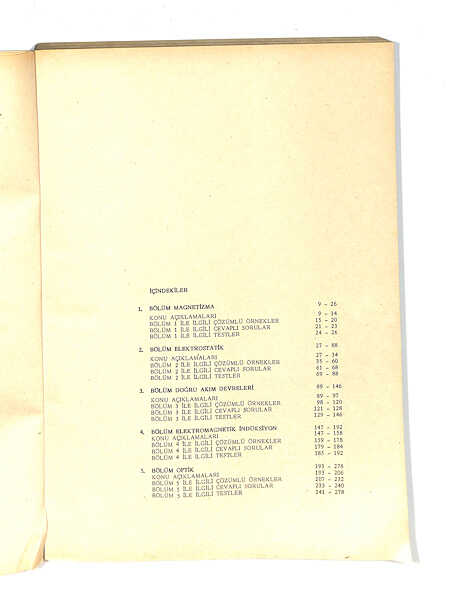 İÇİNDEKİLER
1. BÖLÜM MAGNETİZMA 9 - 26
KONU AÇIKLAMALARI 9 - 14
BÖLÜM 1 İLE İLGİLİ ÇÖZÜMLÜ ÖRNEKLER 15 - 20
BÖLÜM 1 İLE İLGİLİ CEVAPLI SORULAR 21 - 23
BÖLÜM 1 İLE İLGİLİ TESTLER 24 - 26
2. BÖLÜM ELEKTROSTATİK 27 - 88
KONU AÇIKLAMALARI 27 - 34
BÖLÜM 2 İLE İLGİLİ ÇÖZÜMLÜ ÖRNEKLER 35 - 60
BÖLÜM 2 İLE İLGİLİ CEVAPLI SORULAR 61 - 68
BÖLÜM 2 İLE İLGİLİ TESTLER 69 - 88
3. BÖLÜM DOĞRU AKIM DEVRELERİ 89 - 146
KONU AÇIKLAMALARI 89 - 97
BÖLÜM 3 İLE İLGİLİ ÇÖZÜMLÜ ÖRNEKLER 98 - 120
BÖLÜM 3 İLE İLGİLİ CEVAPLI SORULAR 121 - 128
BÖLÜM 3 İLE İLGİLİ TESTLER 129 - 146
4. BÖLÜM ELEKTROMAGNETİK İNDÜKSİYON 147 - 192
KONU AÇIKLAMALARI 147 - 158
BÖLÜM 4 İLE İLGİLİ ÇÖZÜMLÜ ÖRNEKLER 159 - 178
BÖLÜM 4 İLE İLGİLİ CEVAPLI SORULAR 179 - 184
BÖLÜM 4 İLE İLGİLİ TESTLER 185 - 192
5. BÖLÜM OPTİK 193 - 278
KONU AÇIKLAMALARI 193 - 206
BÖLÜM 5 İLE İLGİLİ ÇÖZÜMLÜ ÖRNEKLER 207 - 232
BÖLÜM 5 İLE İLGİLİ CEVAPLI SORULAR 233 - 240
BÖLÜM 5 İLE İLGİLİ TESTLER 241 - 278